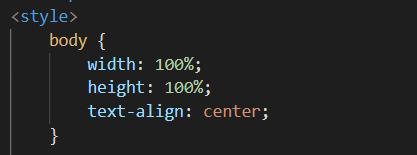 <style>
body {
width: 100%;
height: 100%;
text-align: center;
}